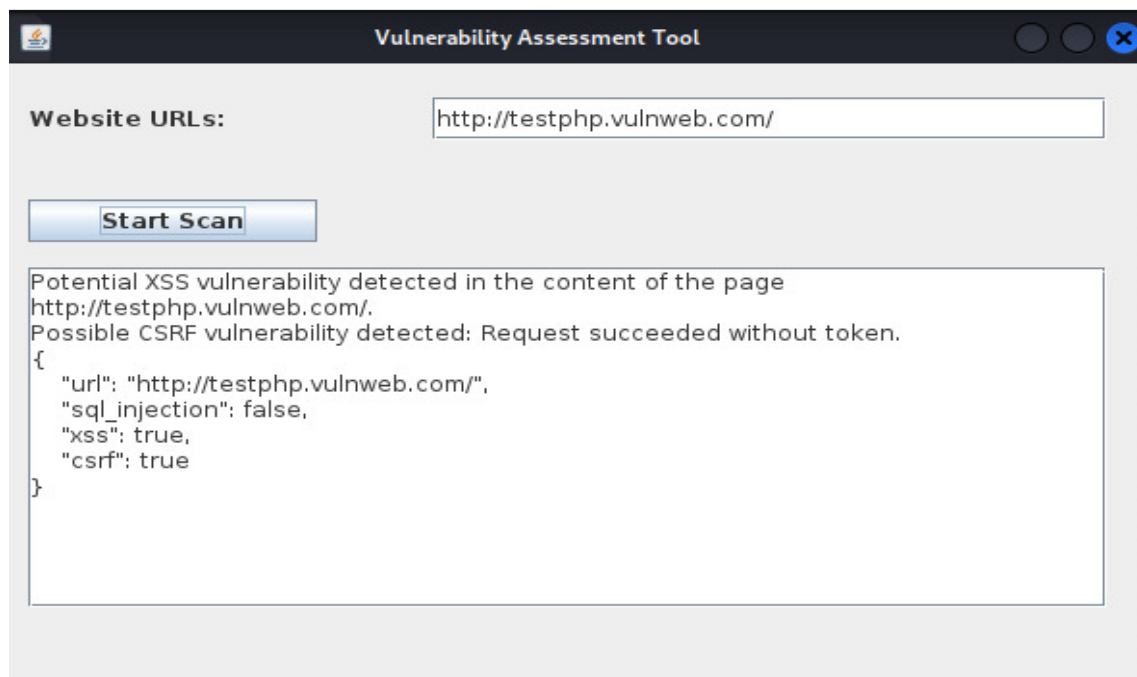 Vulnerability Assessment Tool
Website URLs: http://testphp.vulnweb.com/
Start Scan
Potential XSS vulnerability detected in the content of the page
http://testphp.vulnweb.com/.
Possible CSRF vulnerability detected: Request succeeded without token.
{
"url": "http://testphp.vulnweb.com/",
"sql_injection": false,
"xss": true,
"csrf": true
}